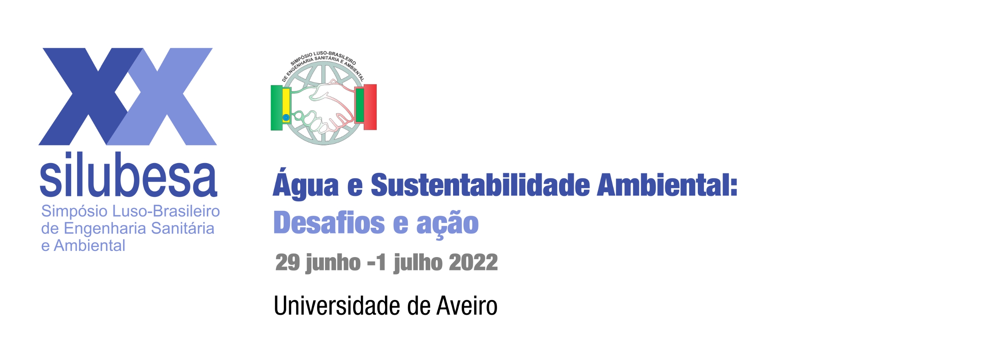 XX
silubesa
Simpósio Luso-Brasileiro
de Engenharia Sanitária
e Ambiental
SIMPÓSIO LUSO-BRASILEIRO
DE ENGENHARIA SANITÁRIA E AMBIENTAL
Água e Sustentabilidade Ambiental:
Desafios e ação
29 junho -1 julho 2022
Universidade de Aveiro